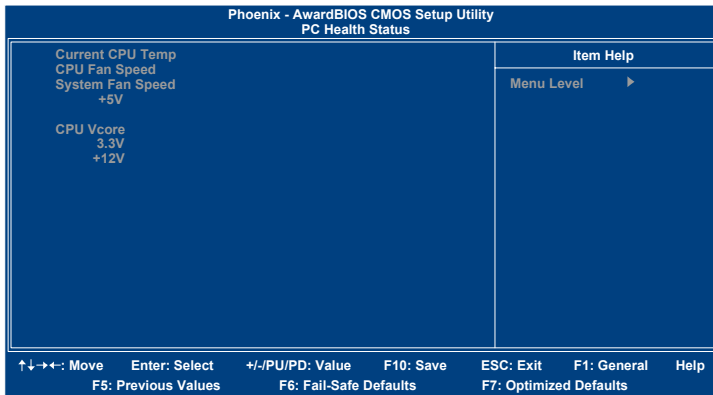 Phoenix - AwardBIOS CMOS Setup Utility
PC Health Status
Current CPU Temp
CPU Fan Speed
System Fan Speed
+5V
CPU Vcore
3.3V
+12V
Item Help
Menu Level ▶
↑↓→←: Move Enter: Select +/-/PU/PD: Value F10: Save ESC: Exit F1: General Help
F5: Previous Values F6: Fail-Safe Defaults F7: Optimized Defaults